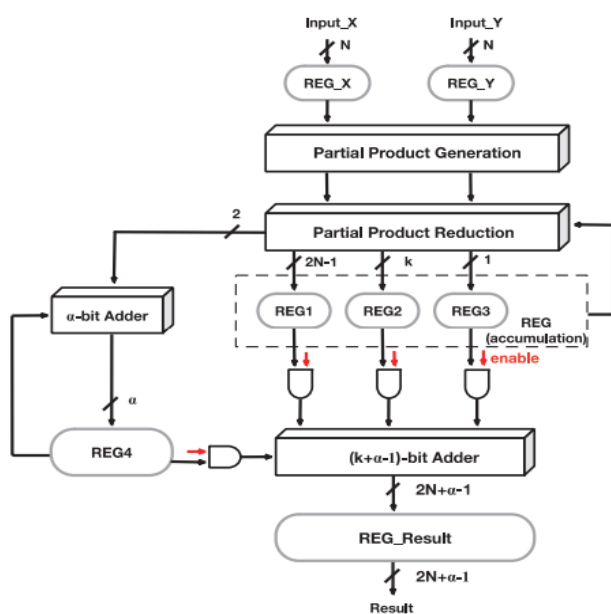 Input_X Input_Y
N N
REG_X REG_Y
Partial Product Generation
2
Partial Product Reduction
2N-1 k 1
α-bit Adder
REG1 REG2 REG3
REG
(accumulation)
enable
α
REG4
(k+α-1)-bit Adder
2N+α-1
REG_Result
2N+α-1
Result